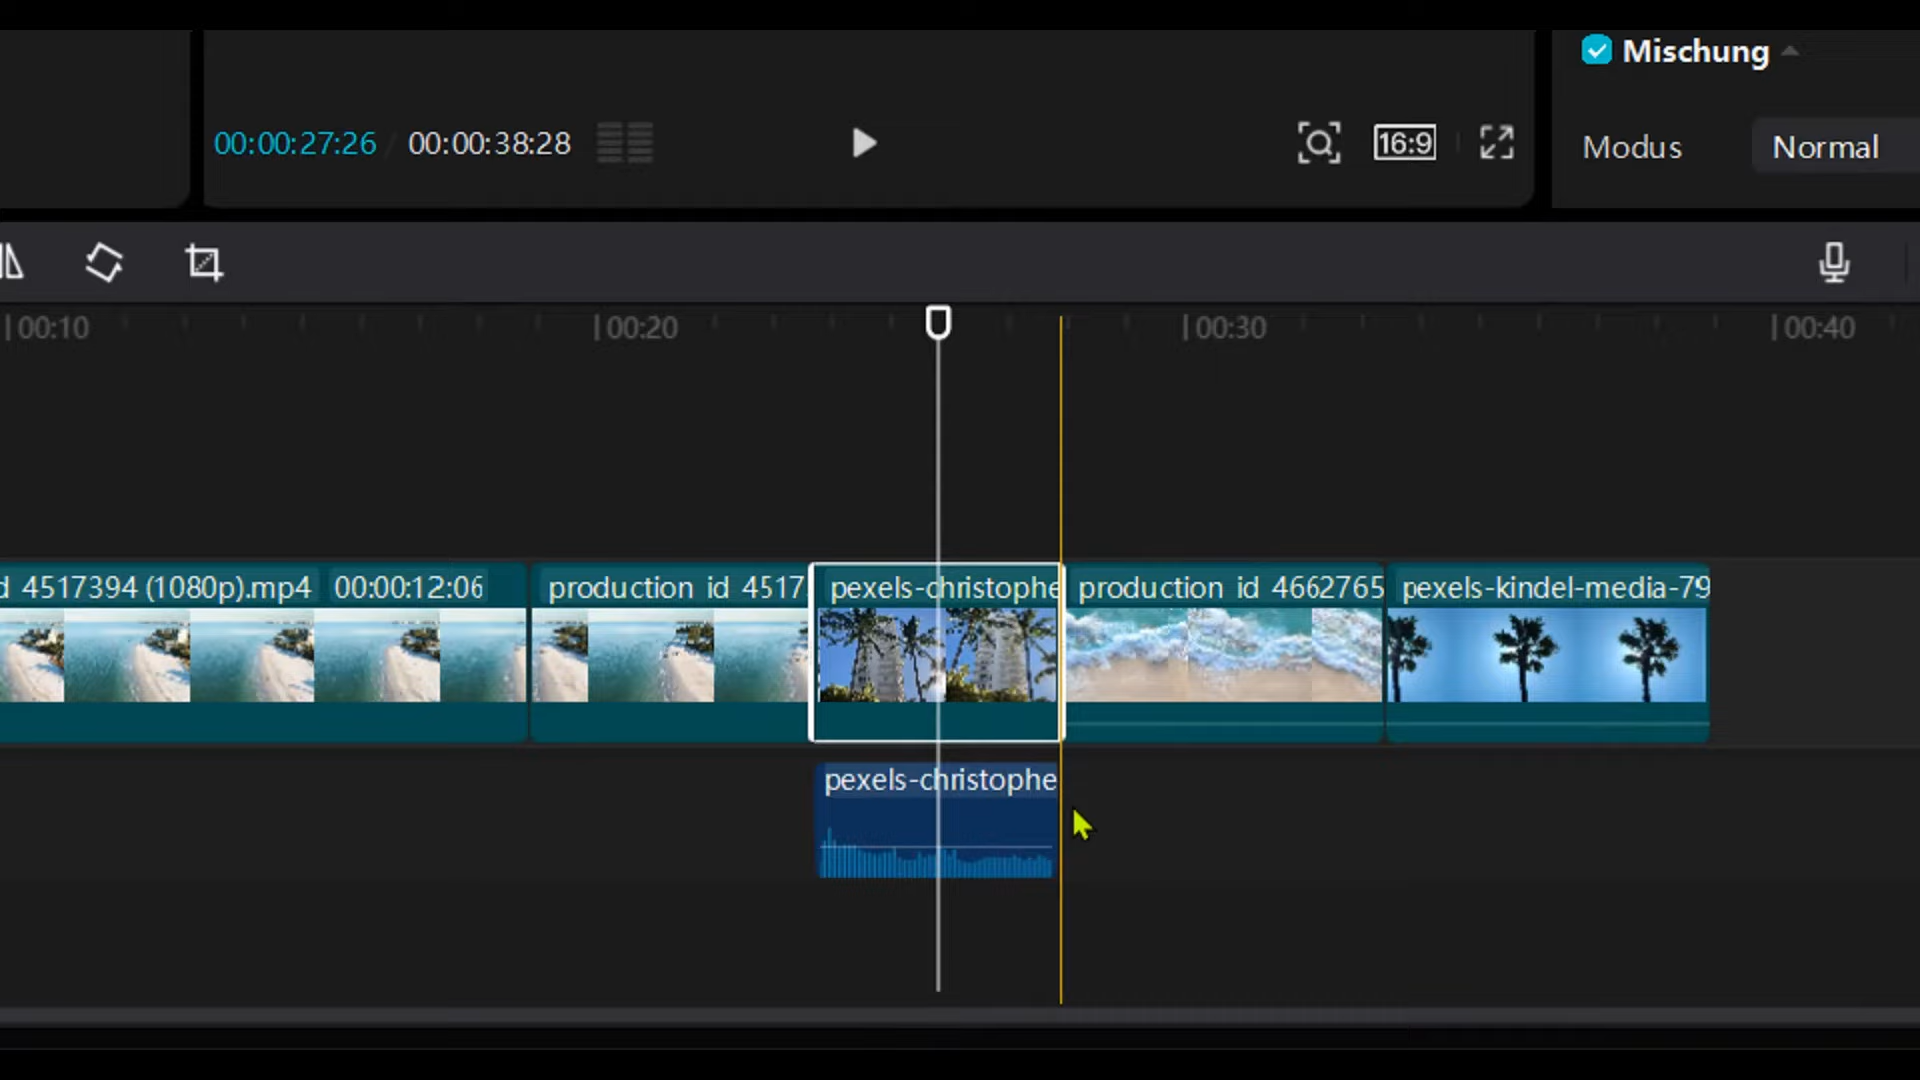 Mischung
00:00:27:26 / 00:00:38:28
16:9
Modus Normal
00:10 00:20 00:30 00:40
d 4517394 (1080p).mp4 00:00:12:06 production id 4517 pexels-christophe production id 4662765 pexels-kindel-media-79
pexels-christophe